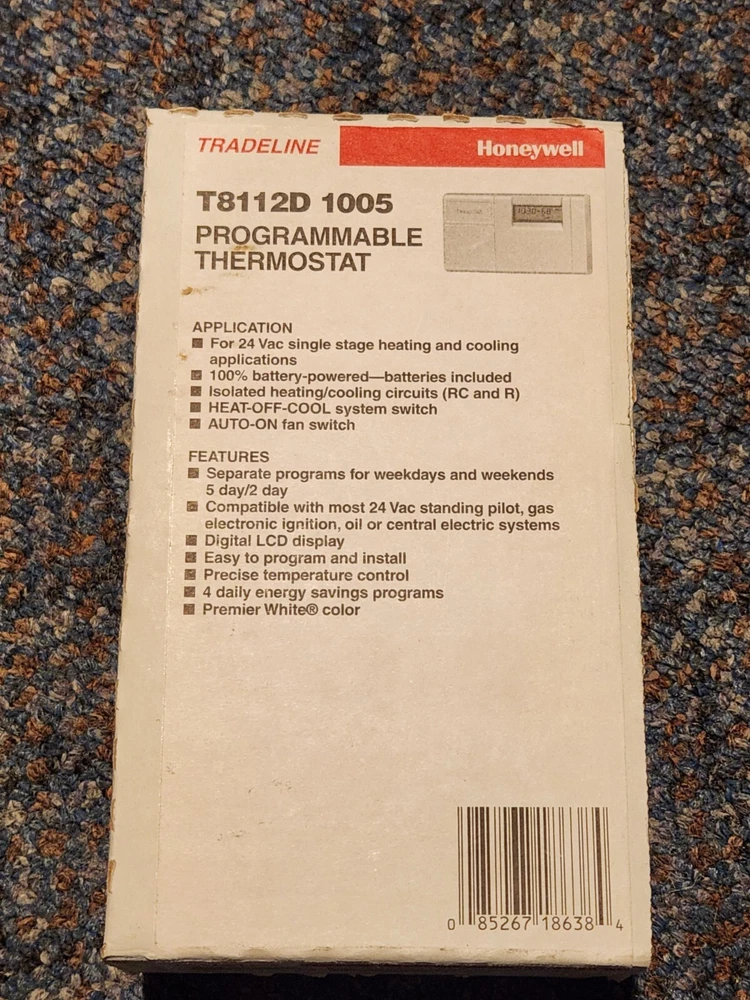 TRADELINE Honeywell
T8112D 1005
PROGRAMMABLE
THERMOSTAT
APPLICATION
■ For 24 Vac single stage heating and cooling
applications
■ 100% battery-powered—batteries included
■ Isolated heating/cooling circuits (RC and R)
■ HEAT-OFF-COOL system switch
■ AUTO-ON fan switch
FEATURES
■ Separate programs for weekdays and weekends
5 day/2 day
■ Compatible with most 24 Vac standing pilot, gas
electronic ignition, oil or central electric systems
■ Digital LCD display
■ Easy to program and install
■ Precise temperature control
■ 4 daily energy savings programs
■ Premier White® color
0 85267 18638 4